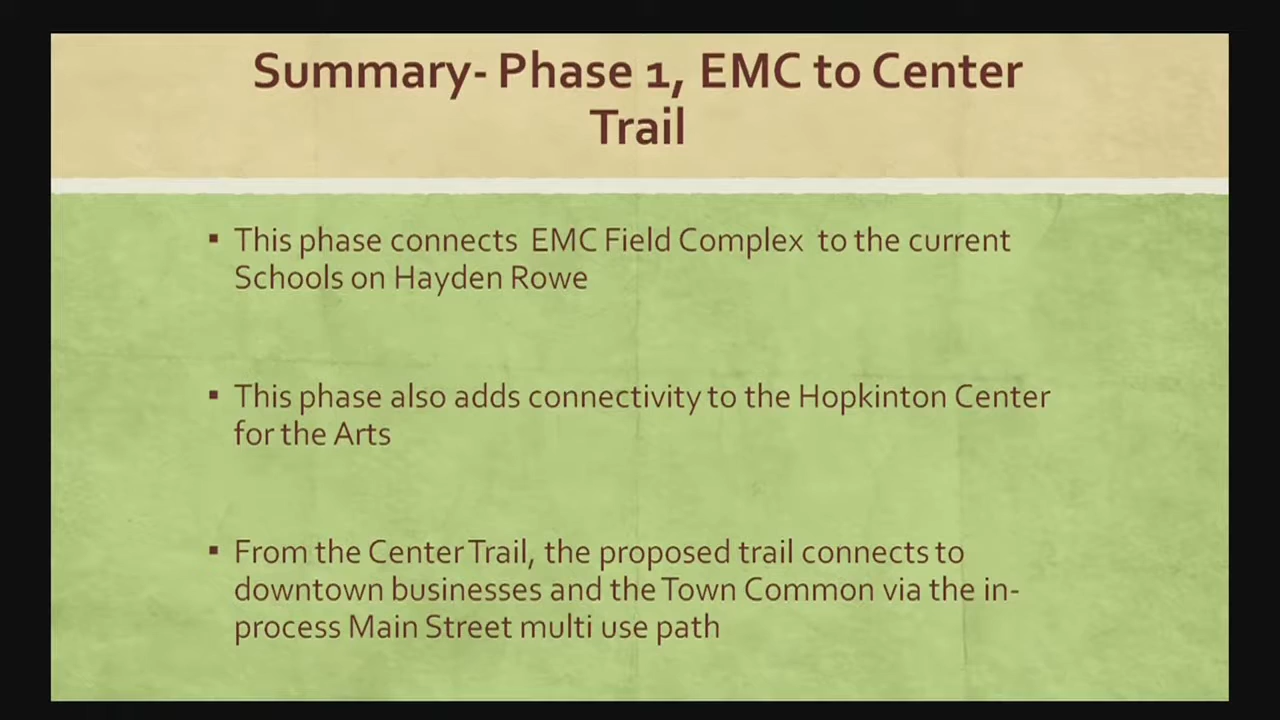 Summary- Phase 1, EMC to Center
Trail
▪ This phase connects EMC Field Complex to the current
Schools on Hayden Rowe
▪ This phase also adds connectivity to the Hopkinton Center
for the Arts
▪ From the Center Trail, the proposed trail connects to
downtown businesses and the Town Common via the in-
process Main Street multi use path